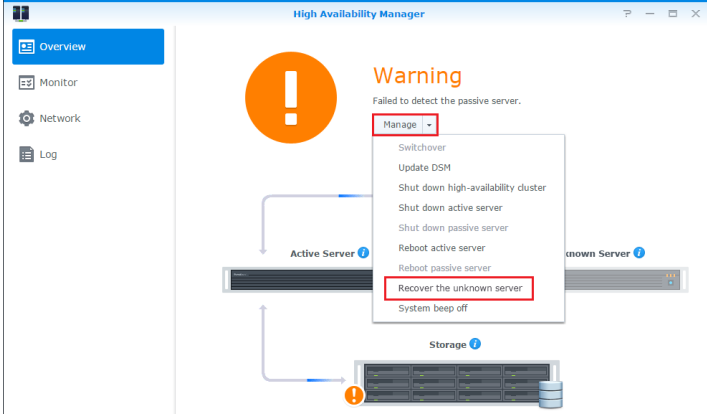 High Availability Manager
Overview
Monitor
Network
Log
Warning
Failed to detect the passive server.
Manage
Switchover
Update DSM
Shut down high-availability cluster
Shut down active server
Shut down passive server
Reboot active server
Reboot passive server
Recover the unknown server
System beep off
Active Server
known Server
Storage